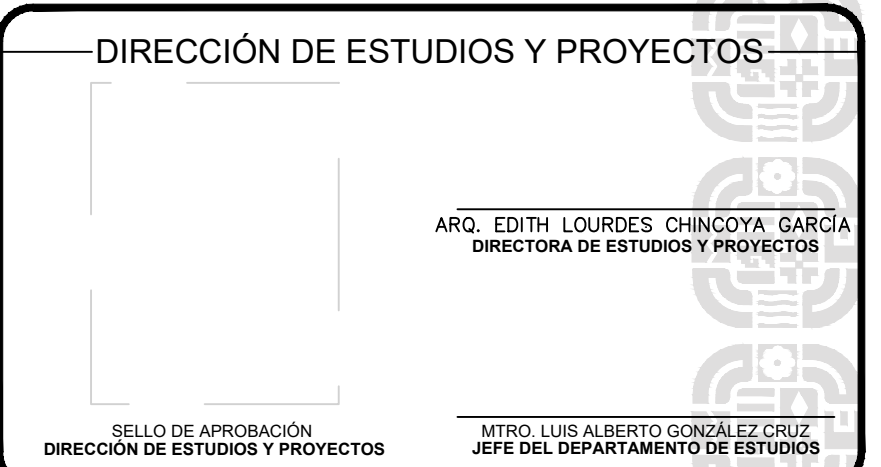 DIRECCIÓN DE ESTUDIOS Y PROYECTOS
ARQ. EDITH LOURDES CHINCOYA GARCÍA
DIRECTORA DE ESTUDIOS Y PROYECTOS
SELLO DE APROBACIÓN
DIRECCIÓN DE ESTUDIOS Y PROYECTOS
MTRO. LUIS ALBERTO GONZÁLEZ CRUZ
JEFE DEL DEPARTAMENTO DE ESTUDIOS